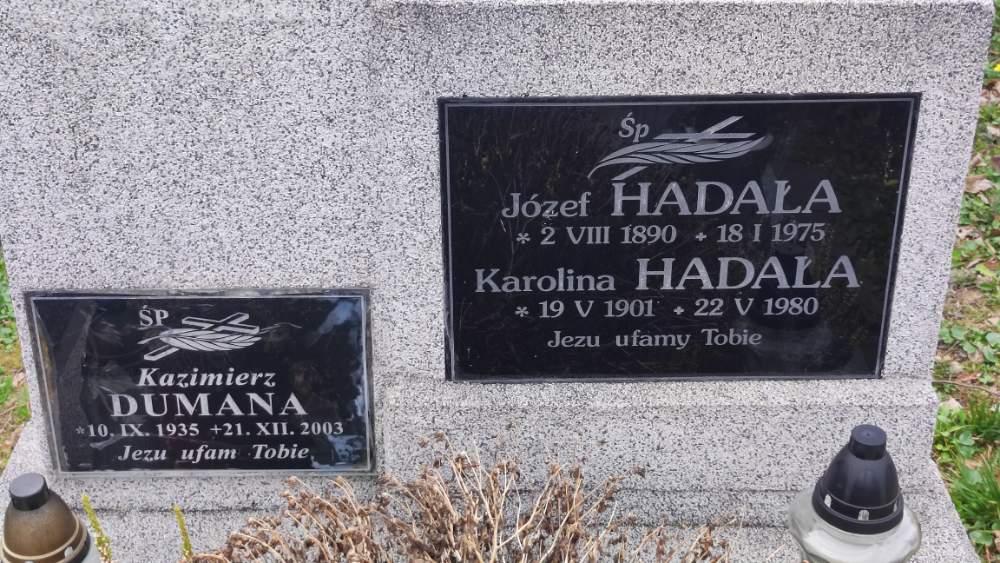 ŚP
Kazimierz
DUMANA
*10. IX. 1935 +21. XII. 2003
Jezu ufam Tobie
Śp
Józef HADAŁA
* 2 VIII 1890 + 18 I 1975
Karolina HADAŁA
* 19 V 1901 + 22 V 1980
Jezu ufamy Tobie